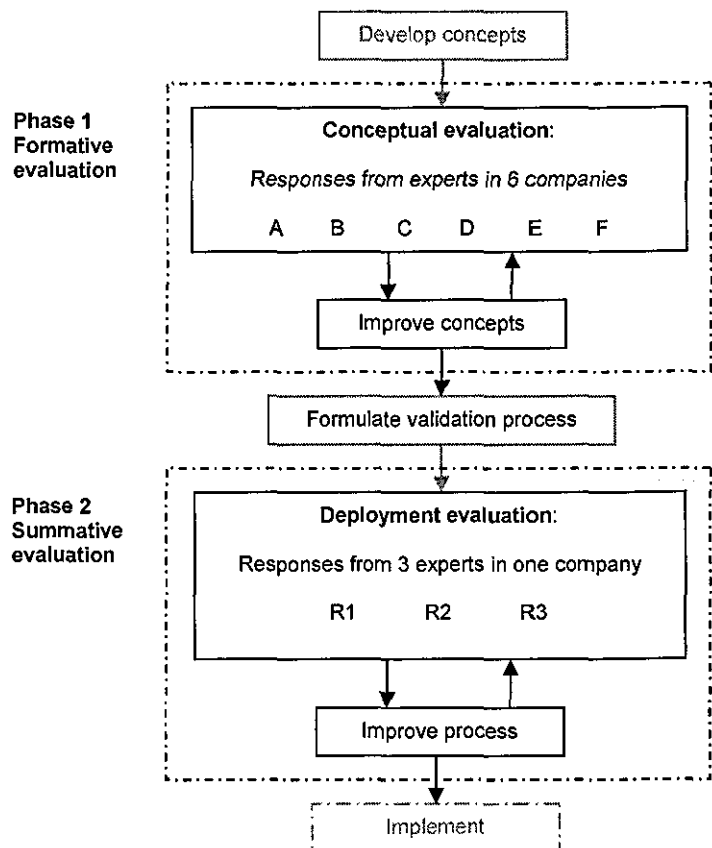 Develop concepts
Phase 1
Formative
evaluation
Conceptual evaluation:
Responses from experts in 6 companies
A B C D E F
Improve concepts
Formulate validation process
Phase 2
Summative
evaluation
Deployment evaluation:
Responses from 3 experts in one company
R1 R2 R3
Improve process
Implement